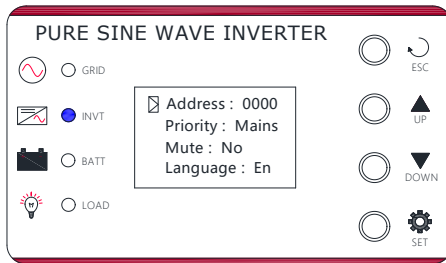 PURE SINE WAVE INVERTER
GRID
INVT
BATT
LOAD
Address : 0000
Priority : Mains
Mute : No
Language : En
ESC
UP
DOWN
SET